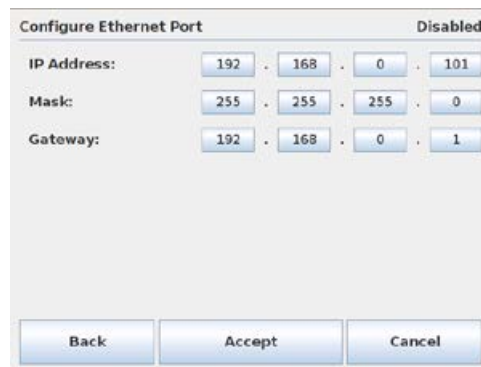 Configure Ethernet Port Disabled
IP Address: 192 . 168 . 0 . 101
Mask: 255 . 255 . 255 . 0
Gateway: 192 . 168 . 0 . 1
Back Accept Cancel